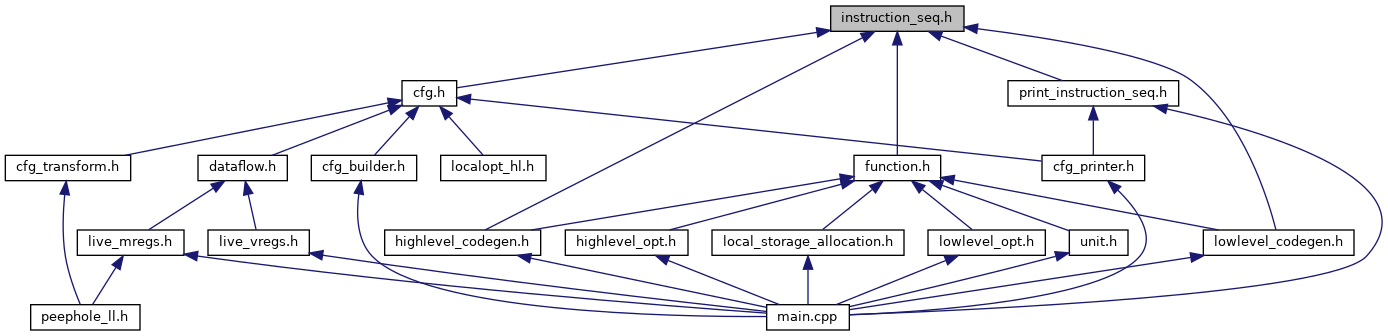 instruction_seq.h
cfg.h
print_instruction_seq.h
cfg_transform.h
dataflow.h
cfg_builder.h
localopt_hl.h
function.h
cfg_printer.h
live_mregs.h
live_vregs.h
highlevel_codegen.h
highlevel_opt.h
local_storage_allocation.h
lowlevel_opt.h
unit.h
lowlevel_codegen.h
peephole_ll.h
main.cpp